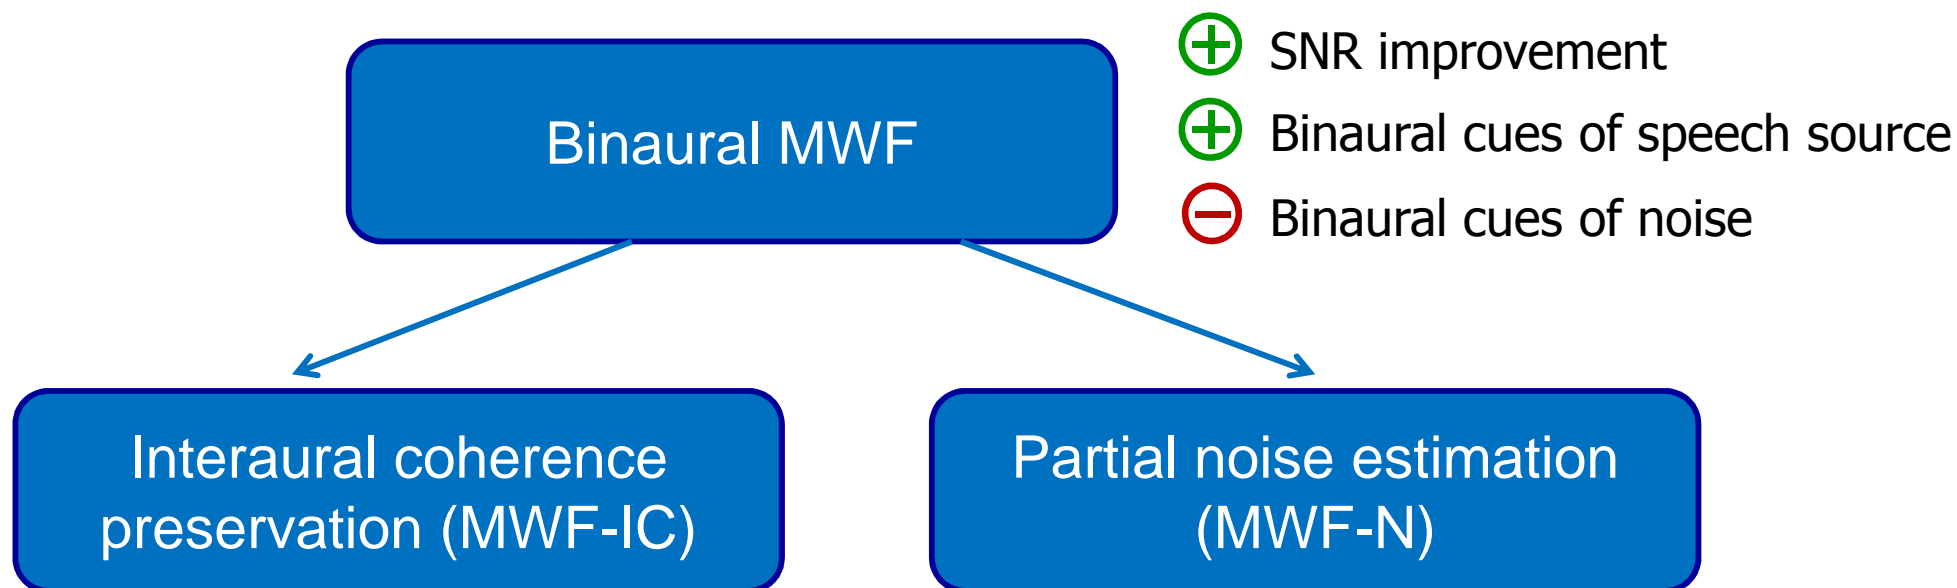 Binaural MWF
SNR improvement
Binaural cues of speech source
Binaural cues of noise
Interaural coherence
preservation (MWF-IC)
Partial noise estimation
(MWF-N)